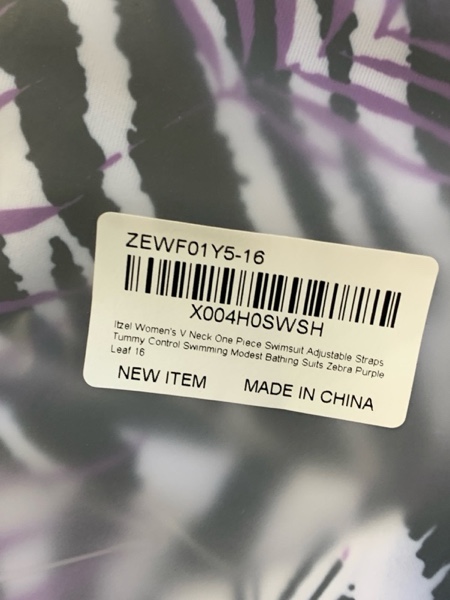 ZEWF01Y5-16
X004H0SWSH
Itzel Women's V Neck One Piece Swimsuit Adjustable Straps
Tummy Control Swimming Modest Bathing Suits Zebra Purple
Leaf 16
NEW ITEM MADE IN CHINA